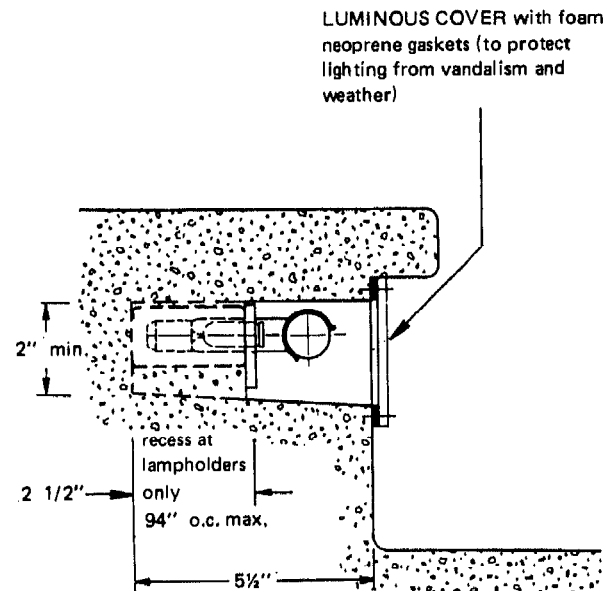 LUMINOUS COVER with foam
neoprene gaskets (to protect
lighting from vandalism and
weather)
2" min.
recess at
lampholders
2 1/2" only
94" o.c. max.
5½"